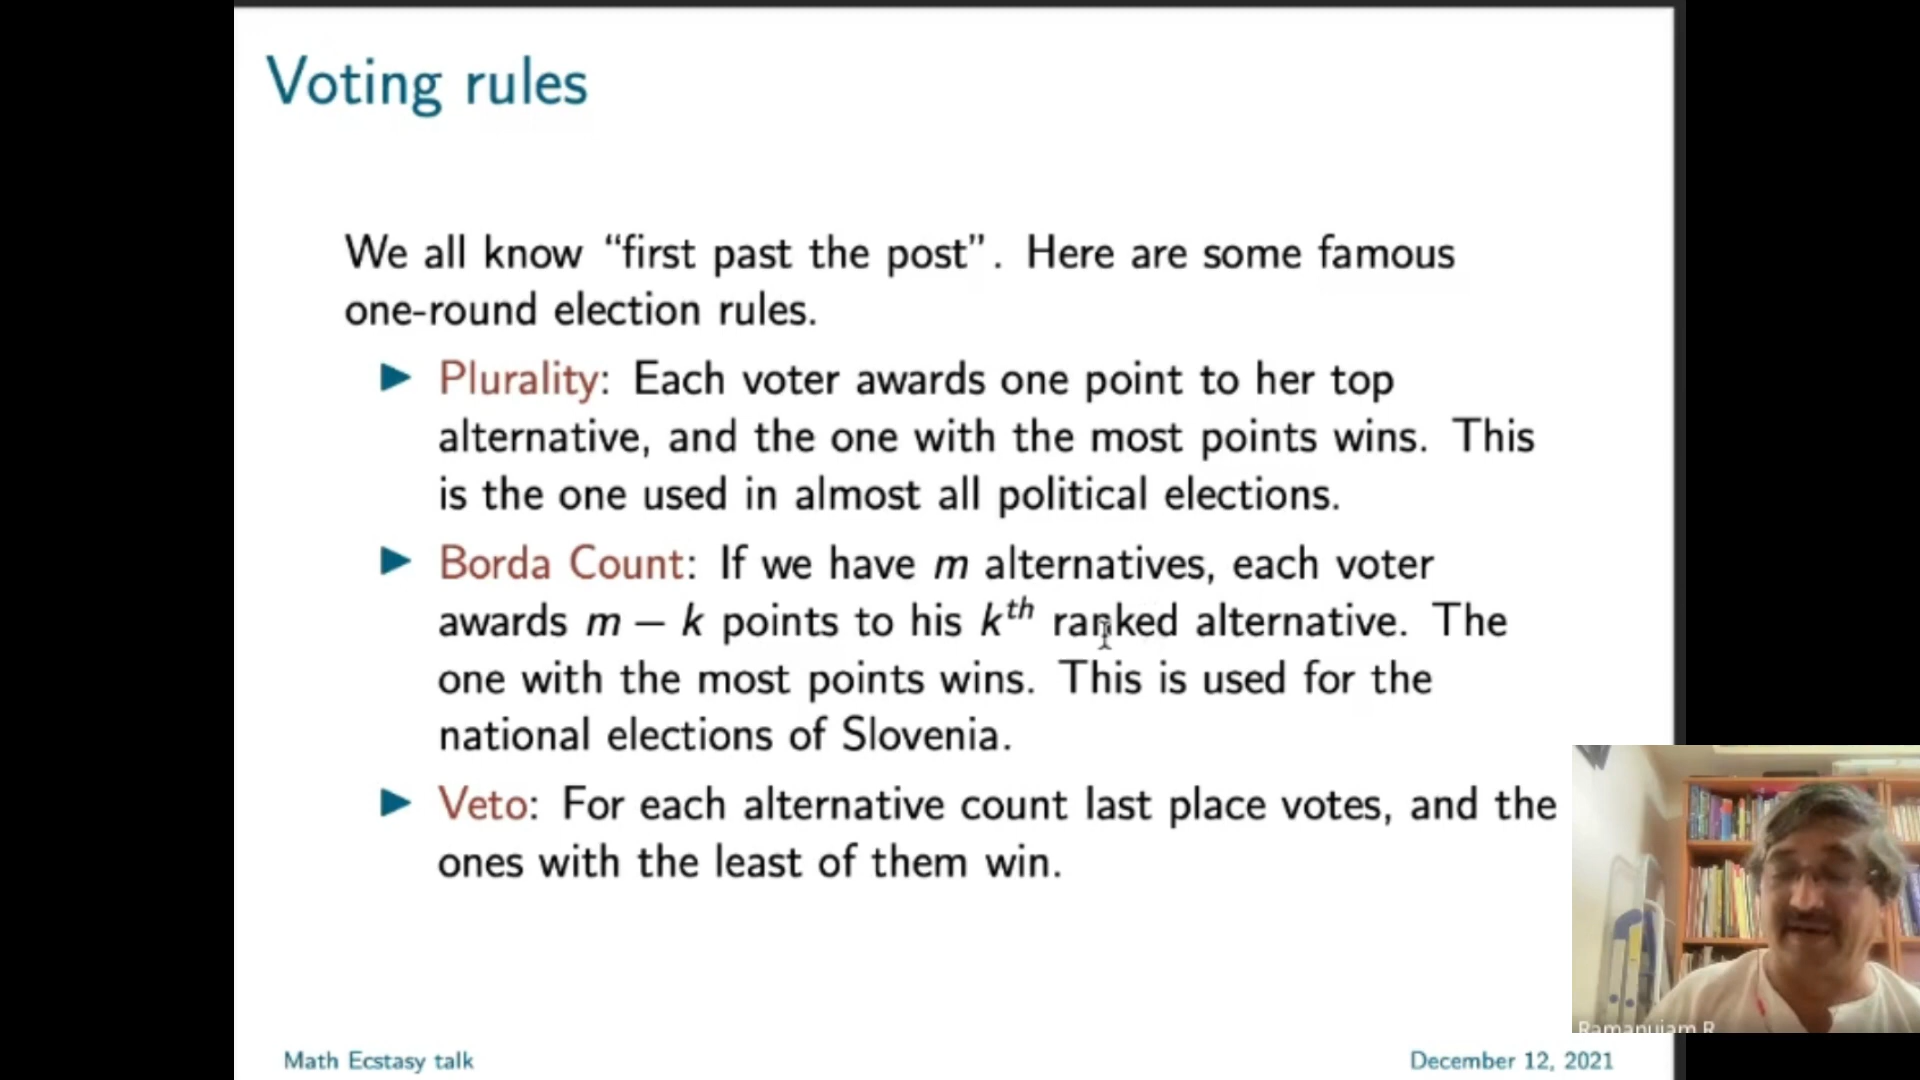 Voting rules
We all know “first past the post”. Here are some famous
one-round election rules.
Plurality: Each voter awards one point to her top
alternative, and the one with the most points wins. This
is the one used in almost all political elections.
Borda Count: If we have m alternatives, each voter
awards m − k points to his kth ranked alternative. The
one with the most points wins. This is used for the
national elections of Slovenia.
Veto: For each alternative count last place votes, and the
ones with the least of them win.
Ramanujam R
Math Ecstasy talk
December 12, 2021